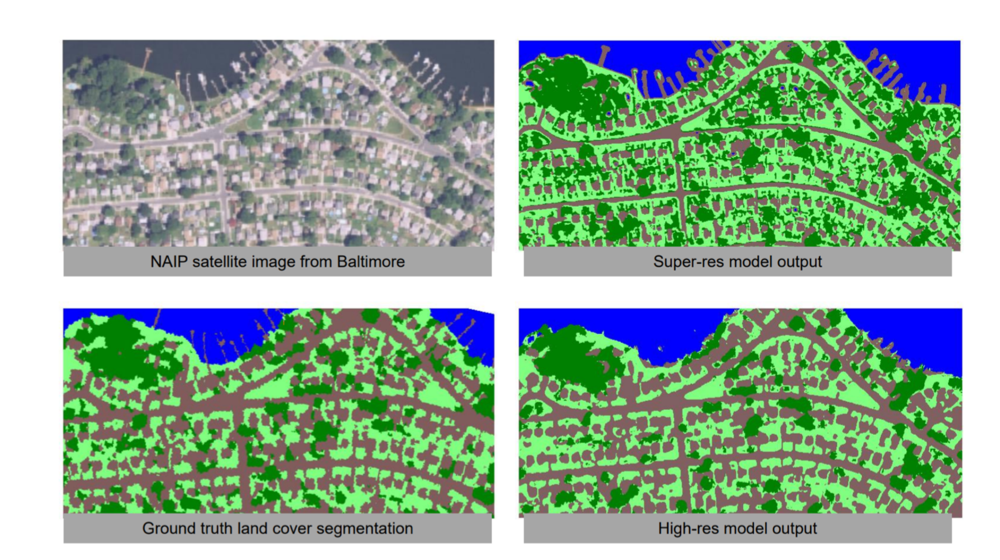 NAIP satellite image from Baltimore
Super-res model output
Ground truth land cover segmentation
High-res model output